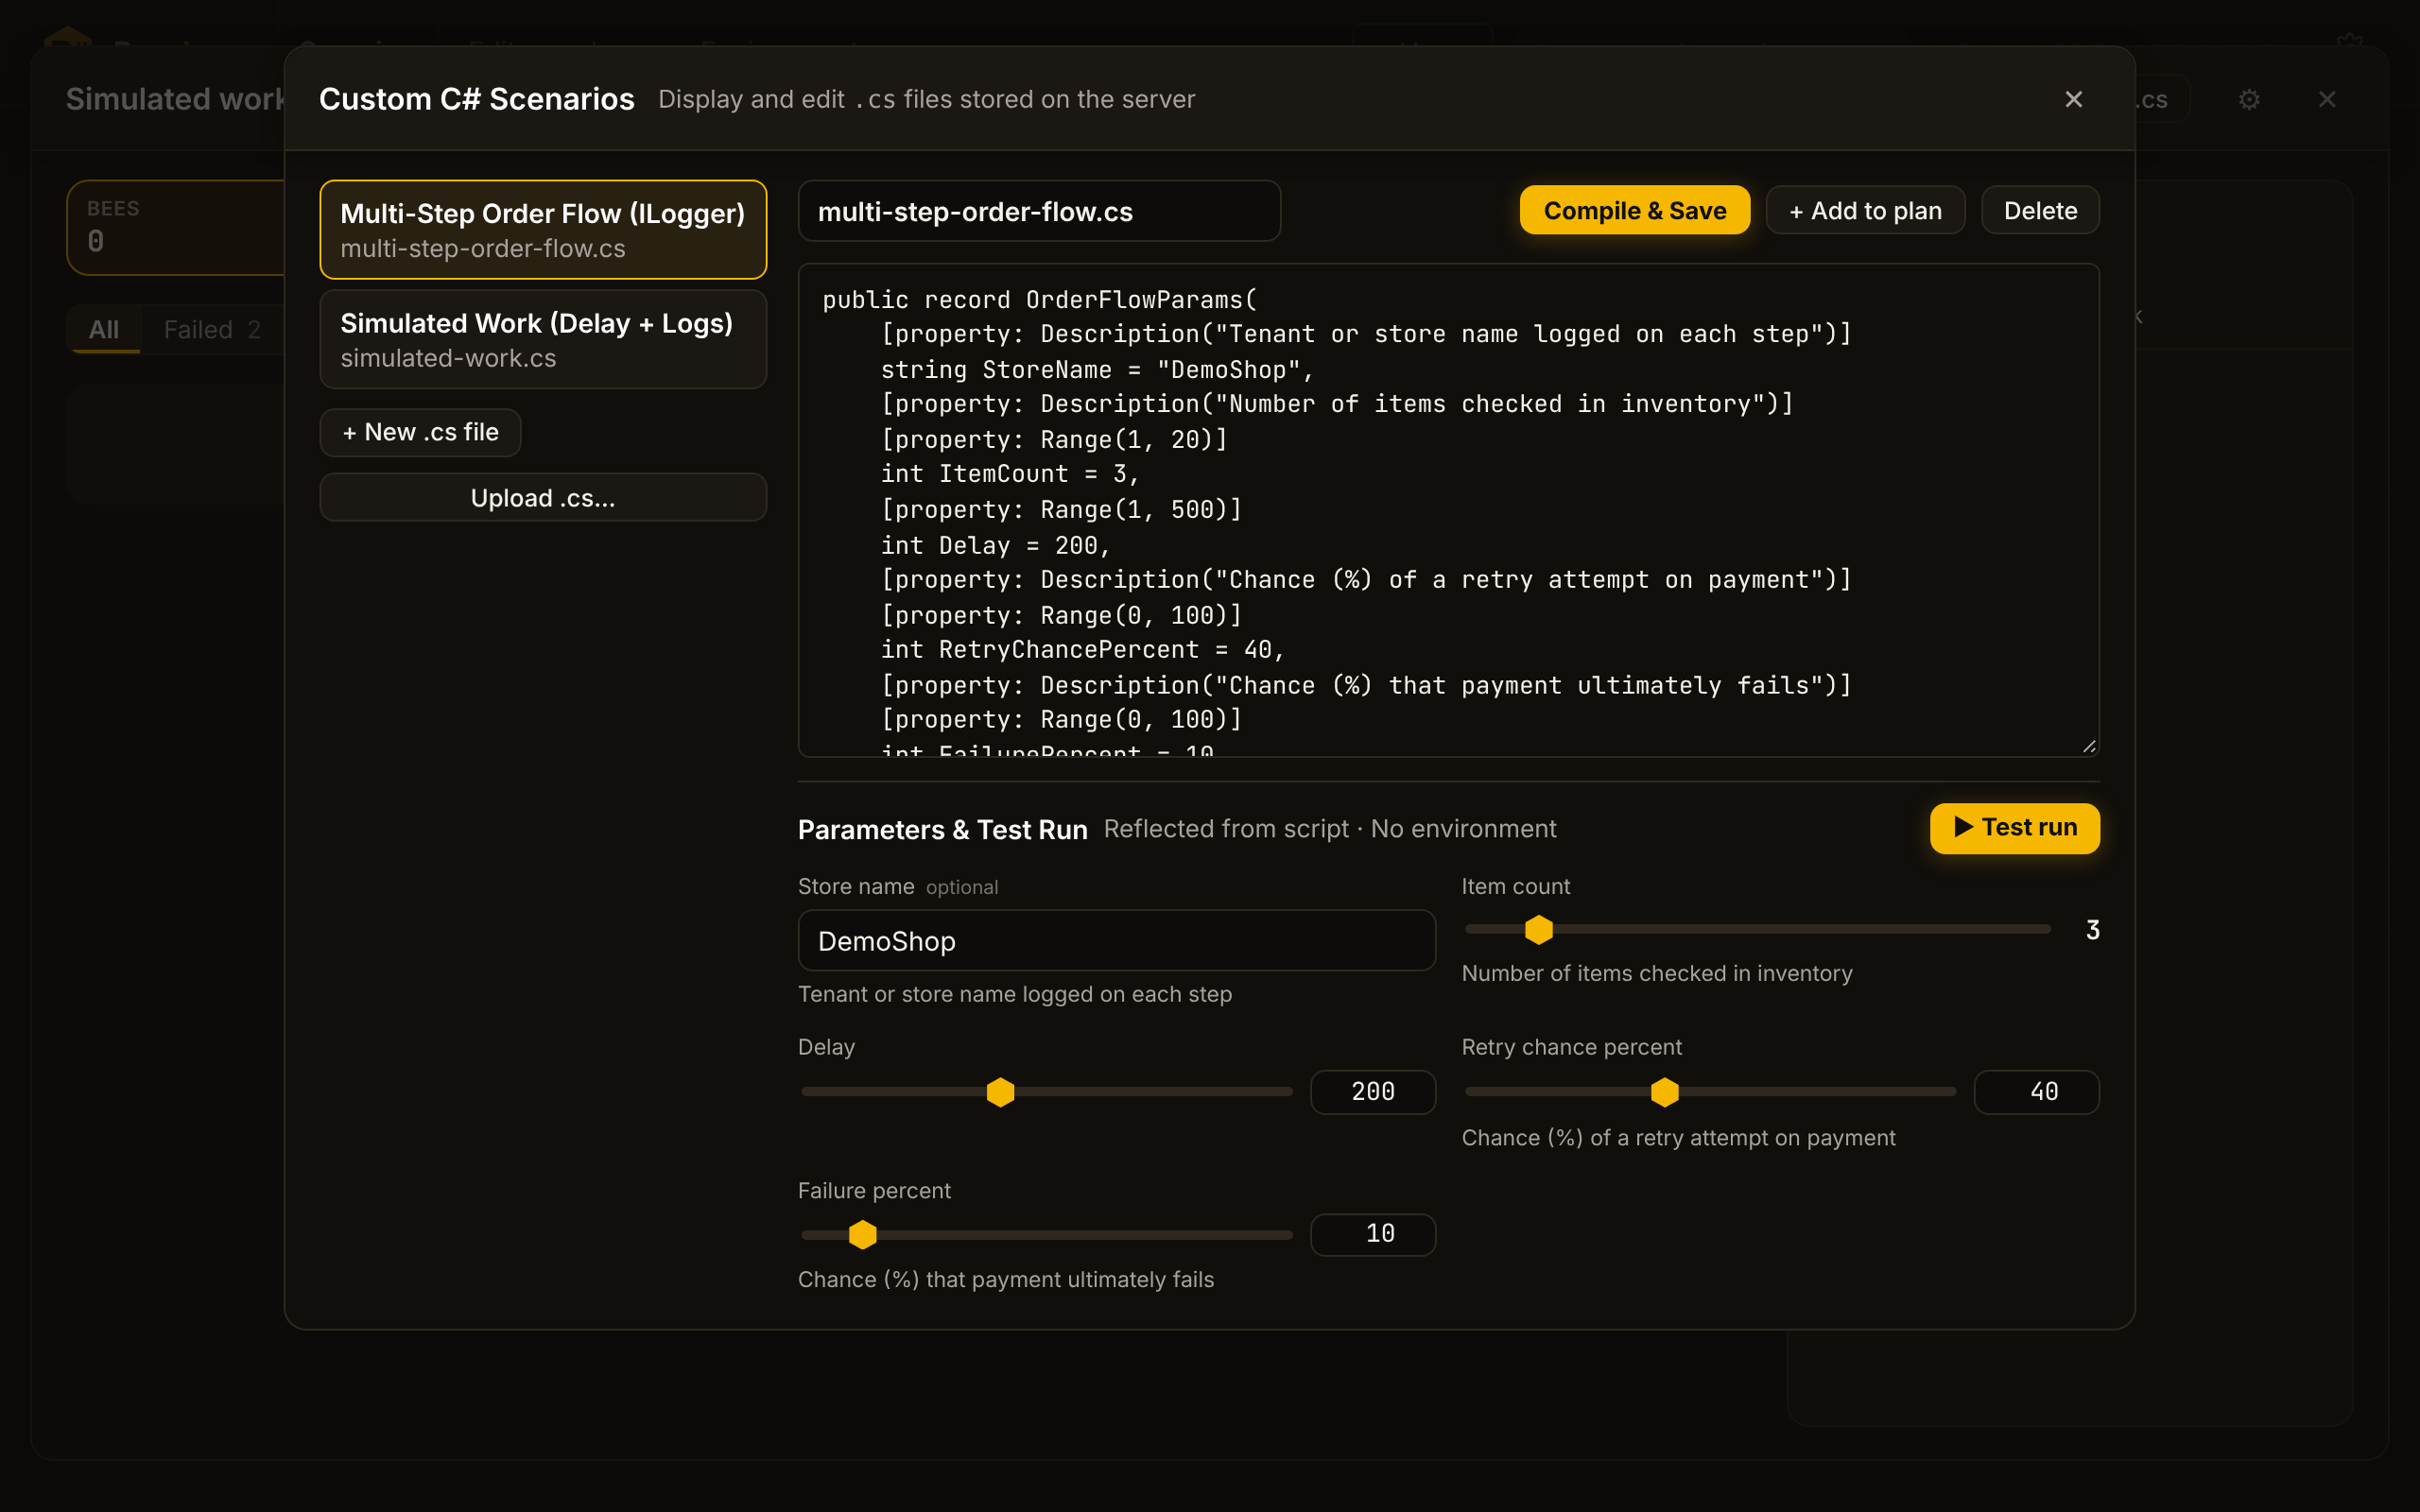 Simulated work
Custom C# Scenarios Display and edit .cs files stored on the server ✕
.cs ⚙ ✕
BEES
0
All Failed 2
Multi-Step Order Flow (ILogger)
multi-step-order-flow.cs
Simulated Work (Delay + Logs)
simulated-work.cs
+ New .cs file
Upload .cs...
multi-step-order-flow.cs
Compile & Save + Add to plan Delete
public record OrderFlowParams(
[property: Description("Tenant or store name logged on each step")]
string StoreName = "DemoShop",
[property: Description("Number of items checked in inventory")]
[property: Range(1, 20)]
int ItemCount = 3,
[property: Range(1, 500)]
int Delay = 200,
[property: Description("Chance (%) of a retry attempt on payment")]
[property: Range(0, 100)]
int RetryChancePercent = 40,
[property: Description("Chance (%) that payment ultimately fails")]
[property: Range(0, 100)]
int FailurePercent = 10
Parameters & Test Run Reflected from script · No environment
▶ Test run
Store name optional
DemoShop
Tenant or store name logged on each step
Item count
3
Number of items checked in inventory
Delay
200
Retry chance percent
40
Chance (%) of a retry attempt on payment
Failure percent
10
Chance (%) that payment ultimately fails